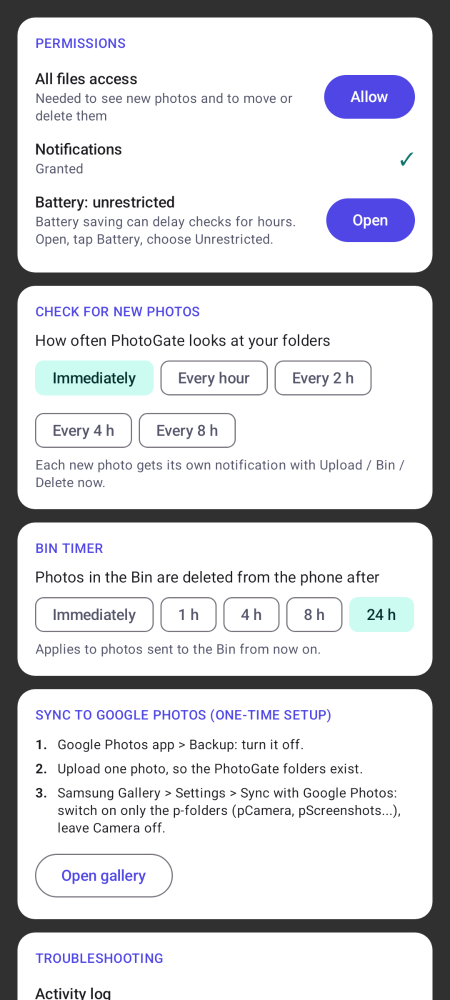 PERMISSIONS
All files access
Needed to see new photos and to move or
delete them
Allow
Notifications
Granted
✓
Battery: unrestricted
Battery saving can delay checks for hours.
Open, tap Battery, choose Unrestricted.
Open
CHECK FOR NEW PHOTOS
How often PhotoGate looks at your folders
Immediately
Every hour
Every 2 h
Every 4 h
Every 8 h
Each new photo gets its own notification with Upload / Bin /
Delete now.
BIN TIMER
Photos in the Bin are deleted from the phone after
Immediately
1 h
4 h
8 h
24 h
Applies to photos sent to the Bin from now on.
SYNC TO GOOGLE PHOTOS (ONE-TIME SETUP)
1. Google Photos app > Backup: turn it off.
2. Upload one photo, so the PhotoGate folders exist.
3. Samsung Gallery > Settings > Sync with Google Photos:
switch on only the p-folders (pCamera, pScreenshots...),
leave Camera off.
Open gallery
TROUBLESHOOTING
Activity log